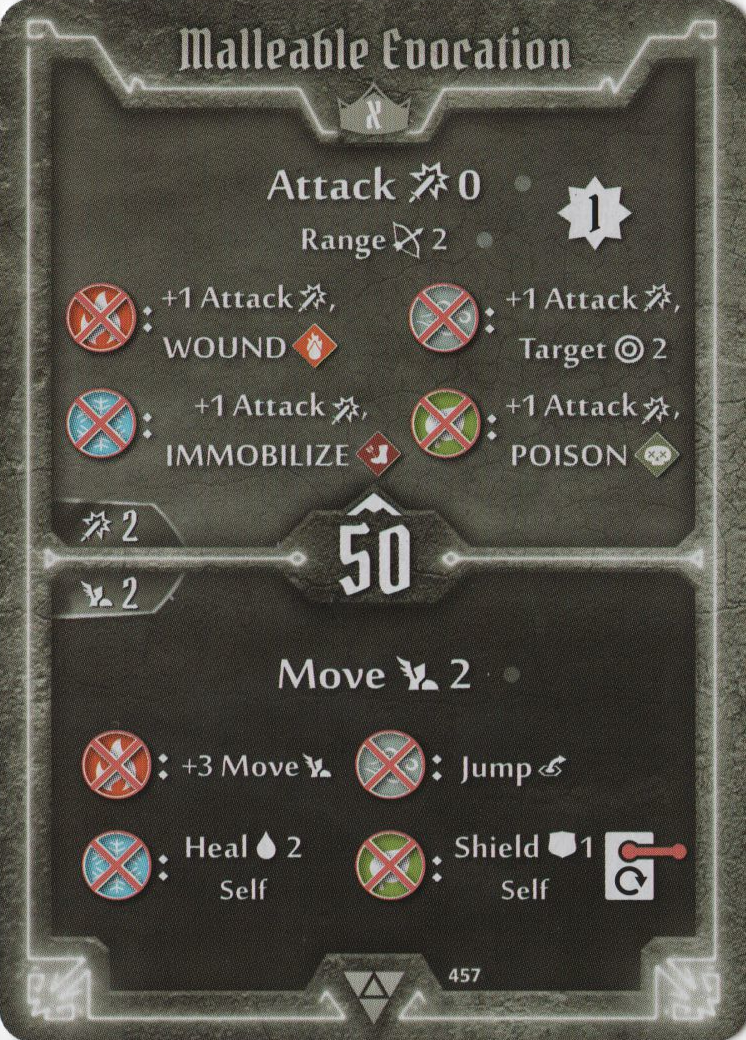 Malleable Evocation
X
Attack 0
Range 2
1
: +1 Attack ,
WOUND
: +1 Attack ,
Target 2
: +1 Attack ,
IMMOBILIZE
: +1 Attack ,
POISON
2
50
2
Move 2
: +3 Move
: Jump
: Heal 2
Self
: Shield 1
Self
457